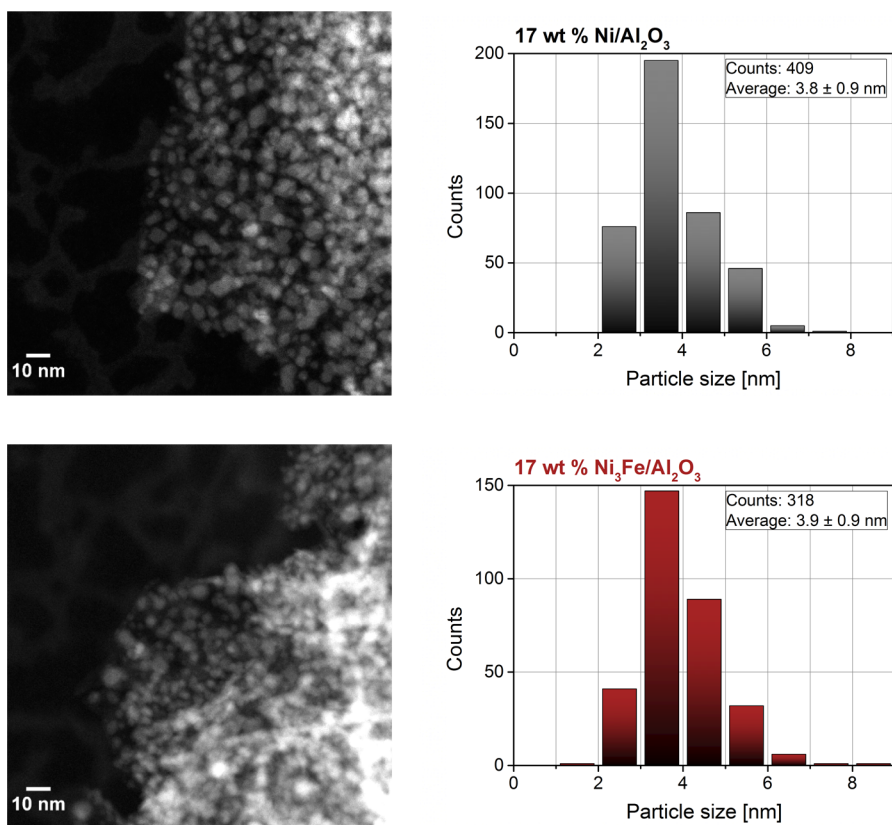 10 nm
17 wt % Ni/Al₂O₃
Counts: 409
Average: 3.8 ± 0.9 nm
200
150
100
50
0
Counts
0 2 4 6 8
Particle size [nm]
10 nm
17 wt % Ni₃Fe/Al₂O₃
Counts: 318
Average: 3.9 ± 0.9 nm
150
100
50
0
Counts
0 2 4 6 8
Particle size [nm]